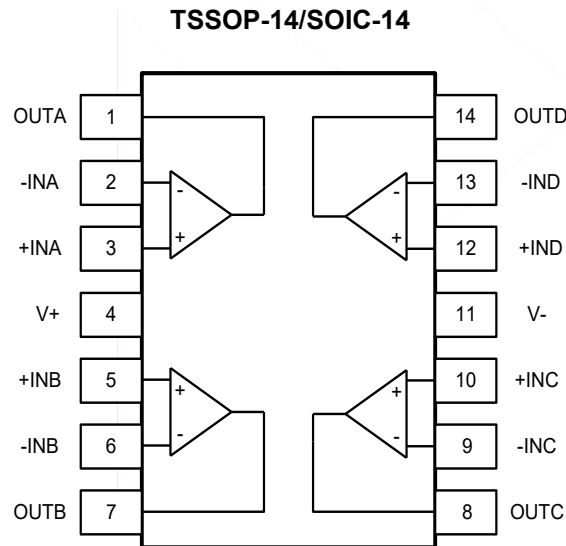 TSSOP-14/SOIC-14
OUTA 1 14 OUTD
-INA 2 - - 13 -IND
+INA 3 + + 12 +IND
V+ 4 11 V-
+INB 5 + + 10 +INC
-INB 6 - - 9 -INC
OUTB 7 8 OUTC